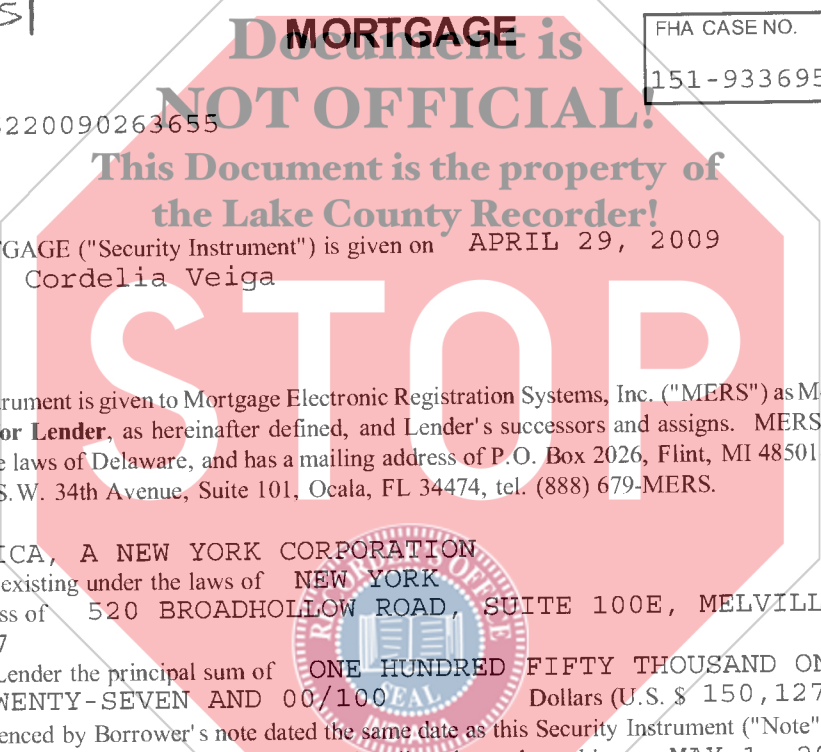 MORTGAGE
FHA CASE NO.
151-933695
Document is
NOT OFFICIAL!
220090263655
This Document is the property of
the Lake County Recorder!
GAGE ("Security Instrument") is given on APRIL 29, 2009
Cordelia Veiga
STOP
rument is given to Mortgage Electronic Registration Systems, Inc. ("MERS") as M
or Lender, as hereinafter defined, and Lender's successors and assigns. MERS
e laws of Delaware, and has a mailing address of P.O. Box 2026, Flint, MI 48501
S.W. 34th Avenue, Suite 101, Ocala, FL 34474, tel. (888) 679-MERS.
ICA, A NEW YORK CORPORATION
existing under the laws of NEW YORK
ss of 520 BROADHOLLOW ROAD, SUITE 100E, MELVILL
7
Lender the principal sum of ONE HUNDRED FIFTY THOUSAND ON
WENTY-SEVEN AND 00/100 Dollars (U.S. $ 150,127
enced by Borrower's note dated the same date as this Security Instrument ("Note"
RECORDER'S OFFICE
SEAL